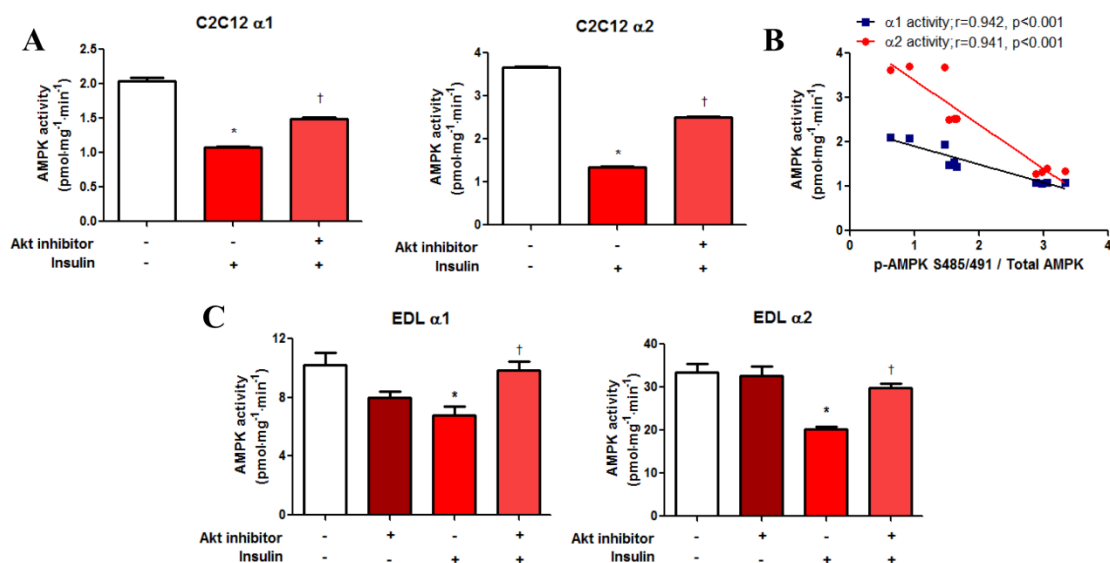 A
C2C12 α1
AMPK activity
(pmol·mg⁻¹·min⁻¹)
2.5
2.0
1.5
1.0
0.5
0.0
*
†
Akt inhibitor - - +
Insulin - + +
C2C12 α2
AMPK activity
(pmol·mg⁻¹·min⁻¹)
4
3
2
1
0
*
†
Akt inhibitor - - +
Insulin - + +
B
α1 activity; r=0.942, p<0.001
α2 activity; r=0.941, p<0.001
AMPK activity
(pmol·mg⁻¹·min⁻¹)
4
3
2
1
0
0 1 2 3 4
p-AMPK S485/491 / Total AMPK
C
EDL α1
AMPK activity
(pmol·mg⁻¹·min⁻¹)
12
8
4
0
*
†
Akt inhibitor - + - +
Insulin - - + +
EDL α2
AMPK activity
(pmol·mg⁻¹·min⁻¹)
40
30
20
10
0
*
†
Akt inhibitor - + - +
Insulin - - + +